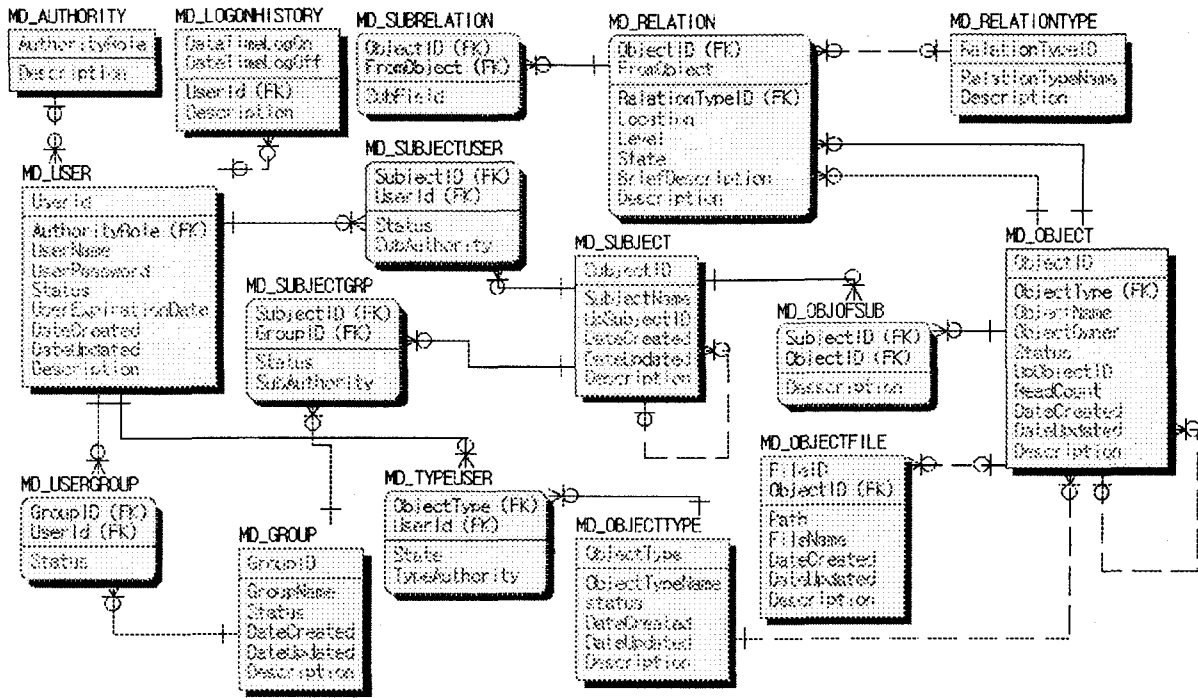 MD_AUTHORITY
AuthorityRole
Description
MD_LOGONHISTORY
DateTimeLogOn
DateTimeLogOff
UserId (FK)
Description
MD_SUBRELATION
ObjectID (FK)
FromObject (FK)
SubField
MD_RELATION
ObjectID (FK)
FromObject
RelationTypeID (FK)
Location
Level
State
BriefDescription
Description
MD_RELATIONTYPE
RelationTypeID
RelationTypeName
Description
MD_USER
UserId
AuthorityRole (FK)
UserName
UserPassword
Status
UserExpirationDate
DateCreated
DateUpdated
Description
MD_SUBJECTUSER
SubjectID (FK)
UserId (FK)
Status
SubAuthority
MD_SUBJECTGRP
SubjectID (FK)
GroupID (FK)
Status
SubAuthority
MD_SUBJECT
SubjectID
SubjectName
UpSubjectID
DateCreated
DateUpdated
Description
MD_OBJOFSUB
SubjectID (FK)
ObjectID (FK)
Desscription
MD_OBJECT
ObjectID
ObjectType (FK)
ObjectName
ObjectOwner
Status
UpObjectID
ReadCount
DateCreated
DateUpdated
Description
MD_USERGROUP
GroupID (FK)
UserId (FK)
Status
MD_GROUP
GroupID
GroupName
Status
DateCreated
DateUpdated
Description
MD_TYPEUSER
ObjectType (FK)
UserId (FK)
State
TypeAuthority
MD_OBJECTTYPE
ObjectType
ObjectTypeName
status
DateCreated
DateUpdated
Description
MD_OBJECTFILE
FileID
ObjectID (FK)
Path
FileName
DateCreated
DateUpdated
Description